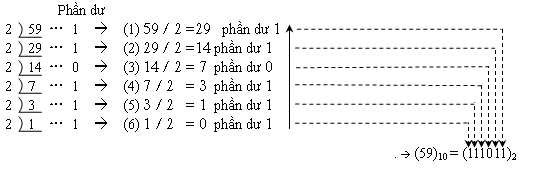 Phần dư
2 ) 59 ··· 1 → (1) 59 / 2 =29 phần dư 1
2 ) 29 ··· 1 → (2) 29 / 2 =14 phần dư 1
2 ) 14 ··· 0 → (3) 14 / 2 = 7 phần dư 0
2 ) 7 ··· 1 → (4) 7 / 2 = 3 phần dư 1
2 ) 3 ··· 1 → (5) 3 / 2 = 1 phần dư 1
2 ) 1 ··· 1 → (6) 1 / 2 = 0 phần dư 1
. → (59)₁₀ = (111011)₂